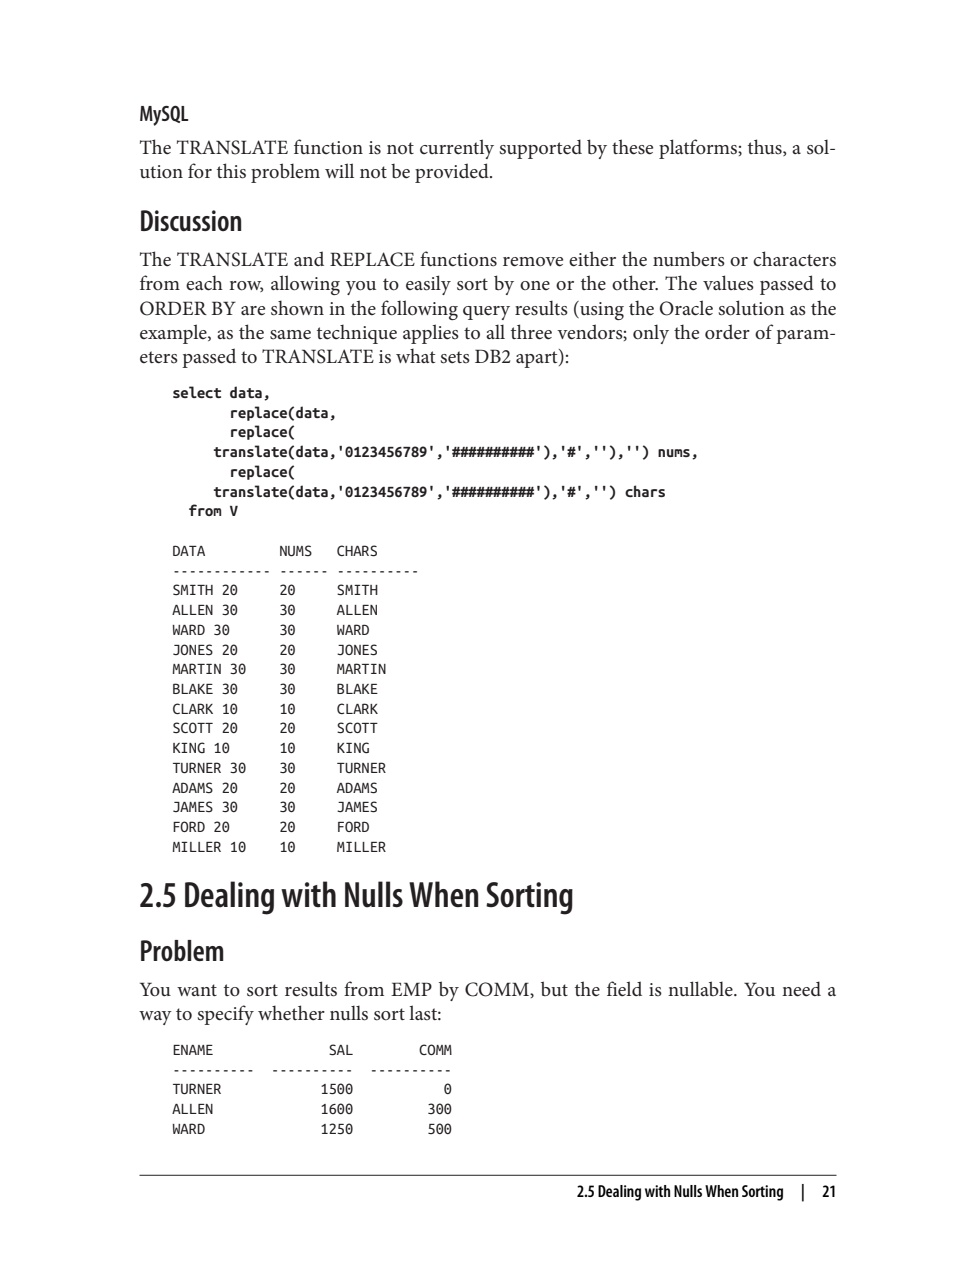 MySQL
The TRANSLATE function is not currently supported by these platforms; thus, a sol-
ution for this problem will not be provided.
Discussion
The TRANSLATE and REPLACE functions remove either the numbers or characters
from each row, allowing you to easily sort by one or the other. The values passed to
ORDER BY are shown in the following query results (using the Oracle solution as the
example, as the same technique applies to all three vendors; only the order of param-
eters passed to TRANSLATE is what sets DB2 apart):
select data,
       replace(data,
       replace(
     translate(data,'0123456789','##########'),'#',''),'') nums,
       replace(
     translate(data,'0123456789','##########'),'#','') chars
  from V
DATA         NUMS   CHARS
------------ ------ ----------
SMITH 20     20     SMITH
ALLEN 30     30     ALLEN
WARD 30      30     WARD
JONES 20     20     JONES
MARTIN 30    30     MARTIN
BLAKE 30     30     BLAKE
CLARK 10     10     CLARK
SCOTT 20     20     SCOTT
KING 10      10     KING
TURNER 30    30     TURNER
ADAMS 20     20     ADAMS
JAMES 30     30     JAMES
FORD 20      20     FORD
MILLER 10    10     MILLER
2.5 Dealing with Nulls When Sorting
Problem
You want to sort results from EMP by COMM, but the field is nullable. You need a
way to specify whether nulls sort last:
ENAME              SAL        COMM
----------  ----------  ----------
TURNER            1500           0
ALLEN             1600         300
WARD              1250         500
2.5 Dealing with Nulls When Sorting | 21